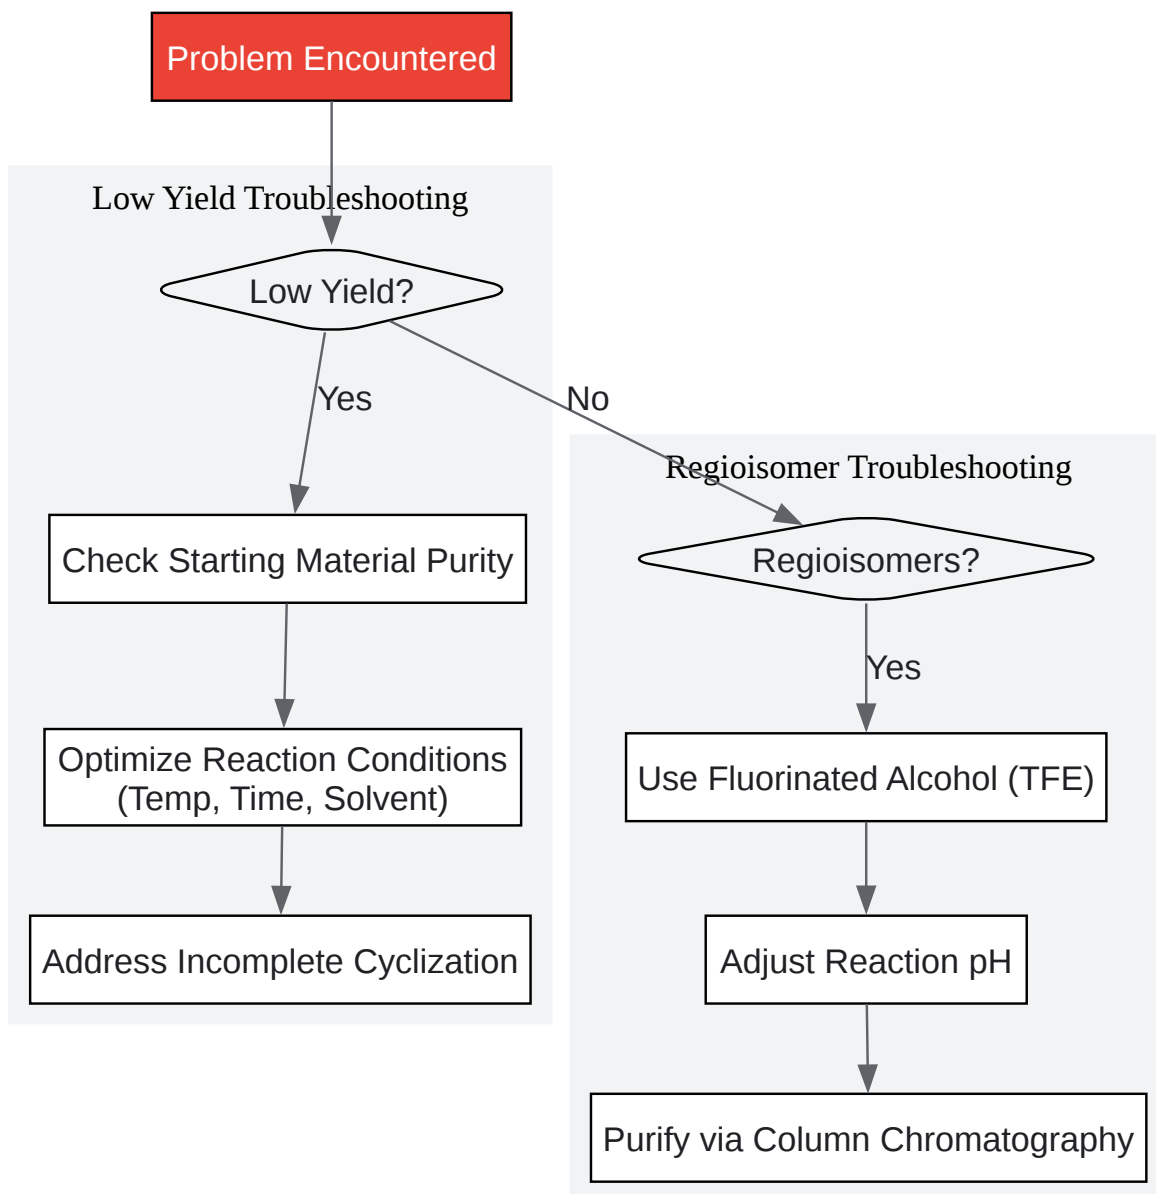 Problem Encountered
Low Yield Troubleshooting
Low Yield?
Yes
No
Check Starting Material Purity
Optimize Reaction Conditions
(Temp, Time, Solvent)
Address Incomplete Cyclization
Regioisomer Troubleshooting
Regioisomers?
Yes
Use Fluorinated Alcohol (TFE)
Adjust Reaction pH
Purify via Column Chromatography